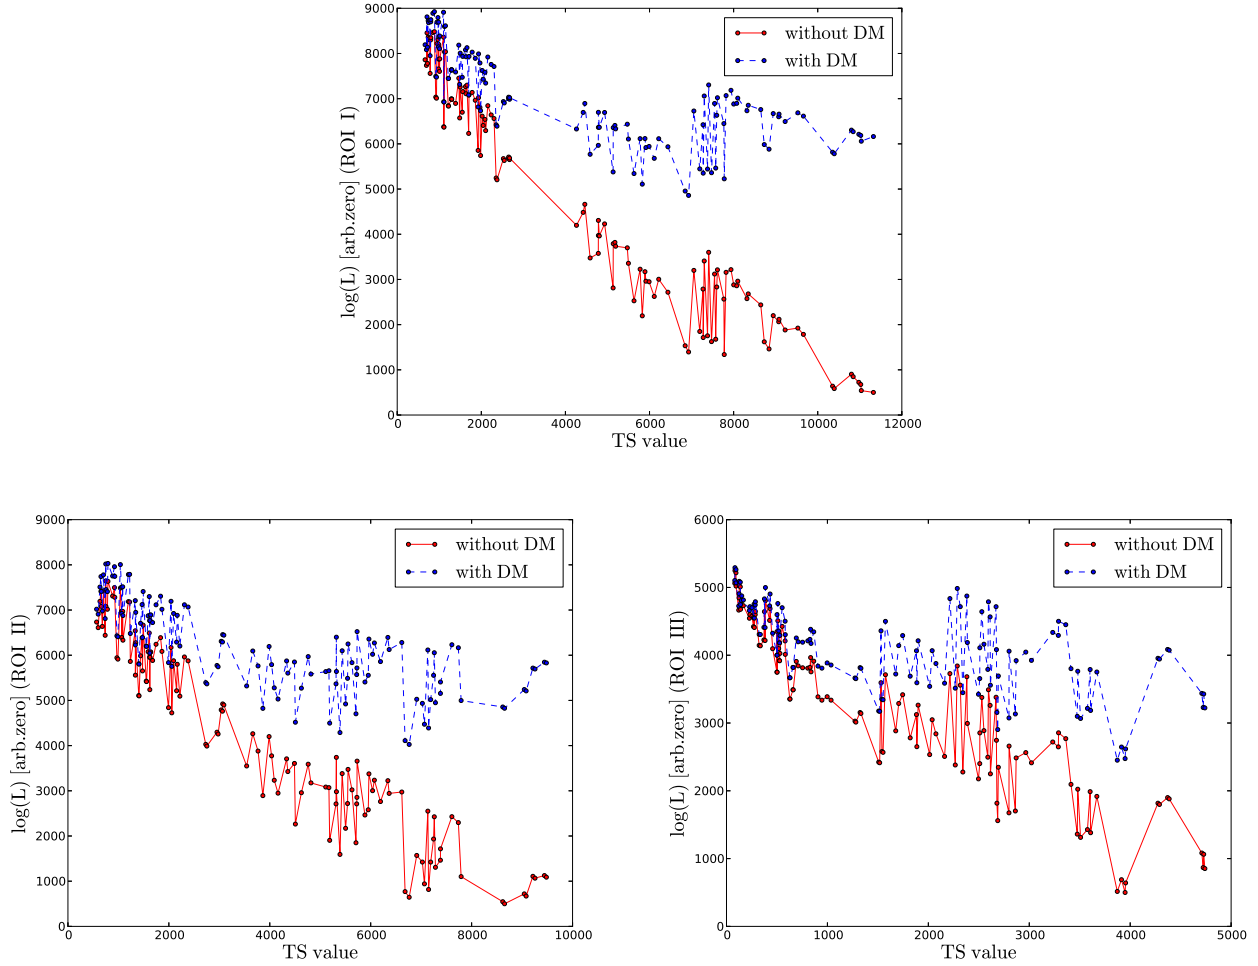 9000
8000
7000
6000
5000
4000
3000
2000
1000
0
log(L) [arb.zero] (ROI I)
without DM
with DM
0 2000 4000 6000 8000 10000 12000
TS value
9000
8000
7000
6000
5000
4000
3000
2000
1000
0
log(L) [arb.zero] (ROI II)
without DM
with DM
0 2000 4000 6000 8000 10000
TS value
6000
5000
4000
3000
2000
1000
0
log(L) [arb.zero] (ROI III)
without DM
with DM
0 1000 2000 3000 4000 5000
TS value